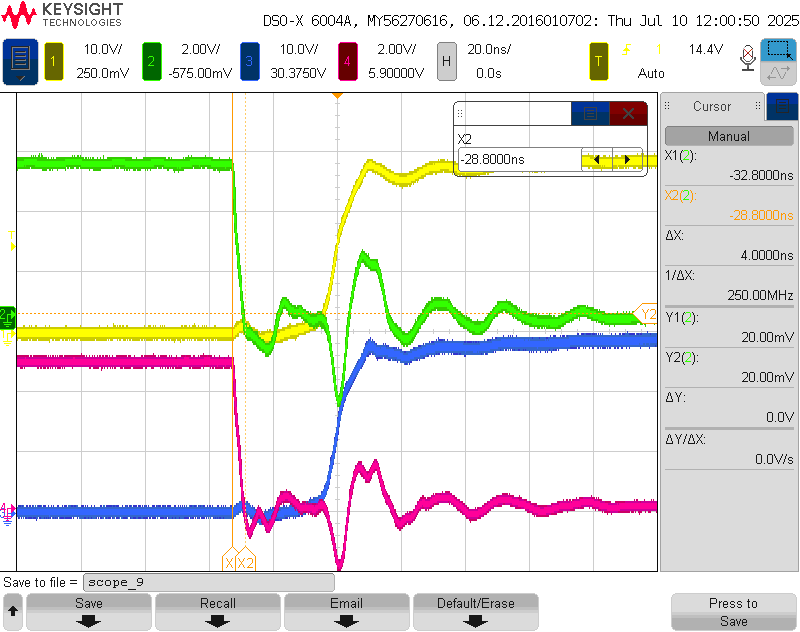 KEYSIGHT
TECHNOLOGIES
DSO-X 6004A, MY56270616, 06.12.2016010702: Thu Jul 10 12:00:50 2025
1 10.0V/ 2 2.00V/ 3 10.0V/ 4 2.00V/ H 20.0ns/ T 1 14.4V
250.0mV -575.00mV 30.3750V 5.90000V 0.0s Auto
X2
-28.8000ns
Cursor
Manual
X1(2):
-32.8000ns
X2(2):
-28.8000ns
ΔX:
4.0000ns
1/ΔX:
250.00MHz
Y1(2):
20.00mV
Y2(2):
20.00mV
ΔY:
0.0V
ΔY/ΔX:
0.0V/s
T
2
Y2
4
X X2
Save to file = scope_9
Save Recall Email Default/Erase Press to
Save